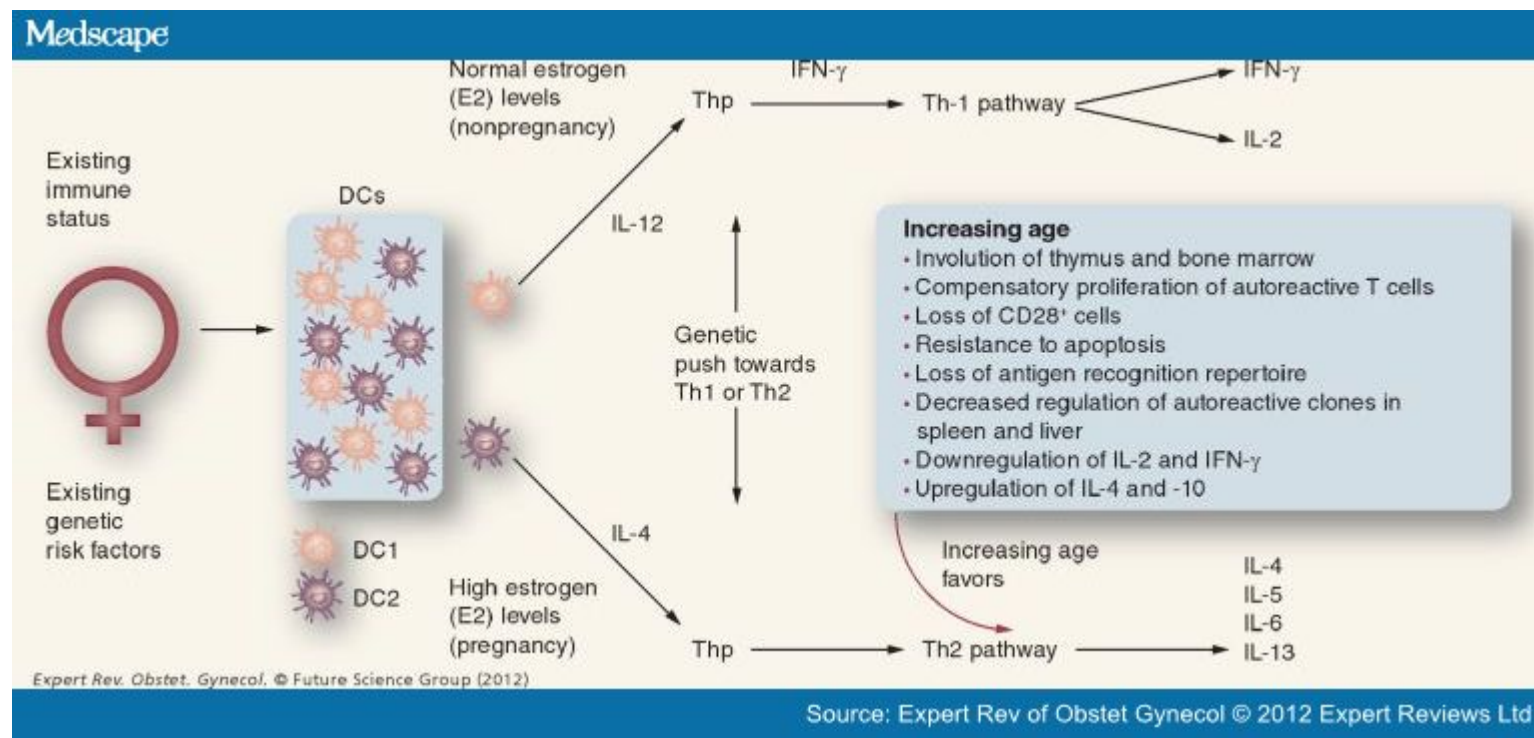 Medscape
Normal estrogen
(E2) levels
(nonpregnancy)
IFN-γ
Thp
Th-1 pathway
IFN-γ
IL-2
Existing
immune
status
DCs
IL-12
Increasing age
• Involution of thymus and bone marrow
• Compensatory proliferation of autoreactive T cells
• Loss of CD28⁺ cells
• Resistance to apoptosis
• Loss of antigen recognition repertoire
• Decreased regulation of autoreactive clones in
spleen and liver
• Downregulation of IL-2 and IFN-γ
• Upregulation of IL-4 and -10
Genetic
push towards
Th1 or Th2
Existing
genetic
risk factors
DC1
DC2
IL-4
High estrogen
(E2) levels
(pregnancy)
Thp
Increasing age
favors
Th2 pathway
IL-4
IL-5
IL-6
IL-13
Expert Rev. Obstet. Gynecol. © Future Science Group (2012)
Source: Expert Rev of Obstet Gynecol © 2012 Expert Reviews Ltd